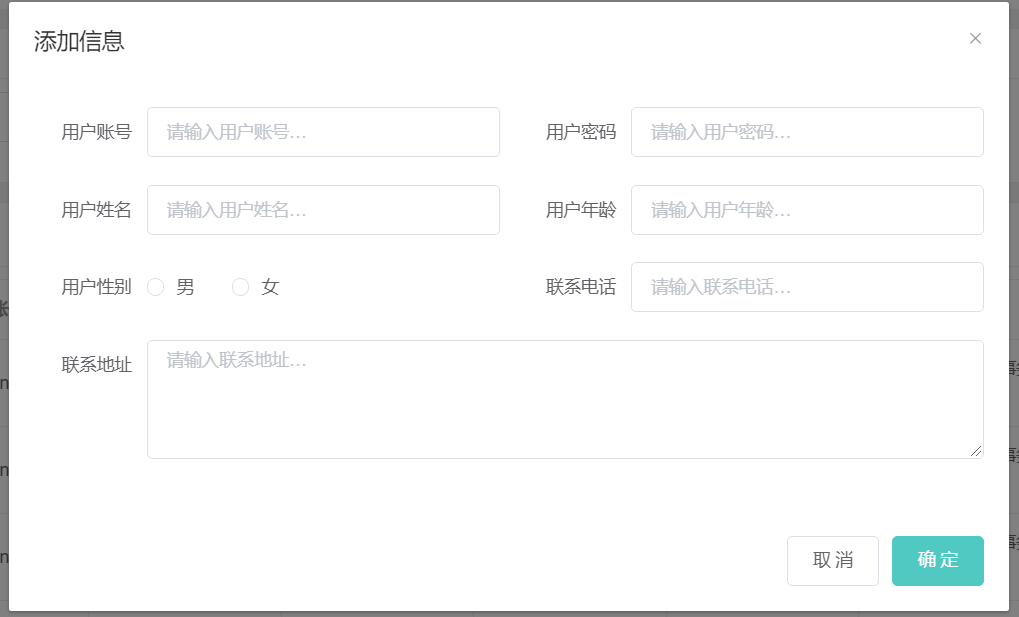 添加信息
用户账号 请输入用户账号... 用户密码 请输入用户密码...
用户姓名 请输入用户姓名... 用户年龄 请输入用户年龄...
用户性别 男 女 联系电话 请输入联系电话...
联系地址 请输入联系地址...
取消 确定